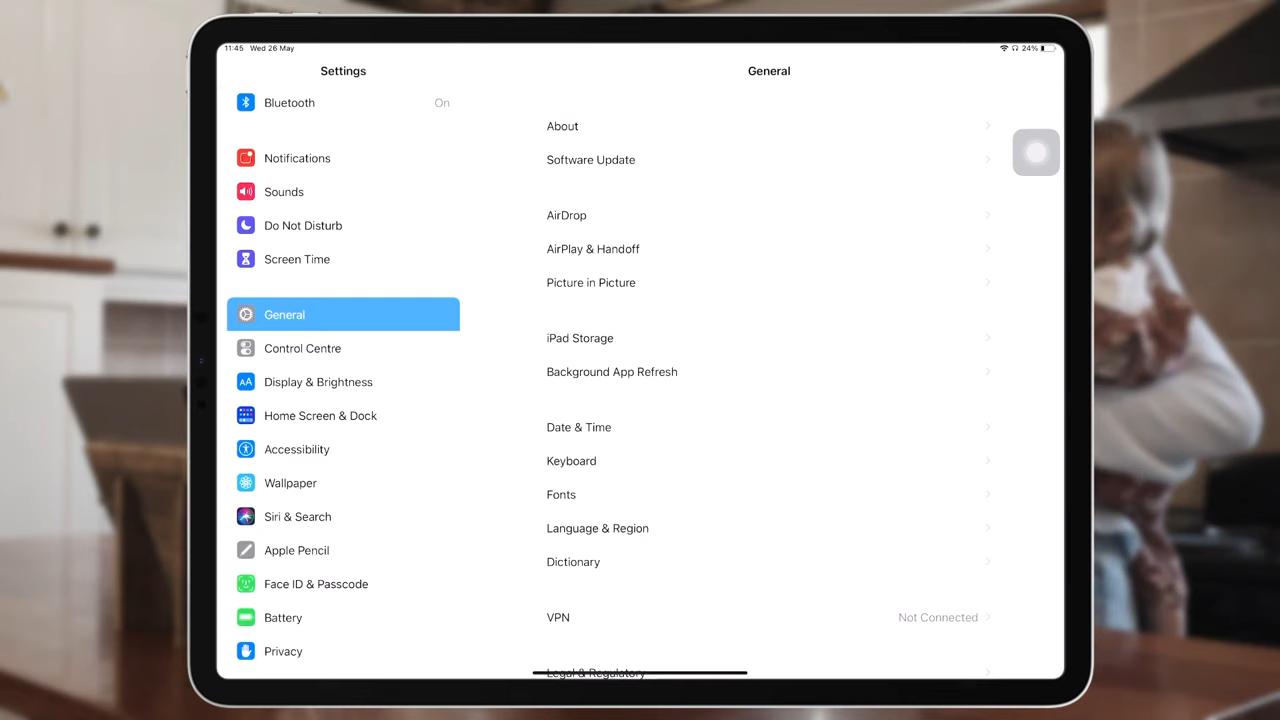 11:45 Wed 26 May
24%
Settings
Bluetooth On
Notifications
Sounds
Do Not Disturb
Screen Time
General
Control Centre
Display & Brightness
Home Screen & Dock
Accessibility
Wallpaper
Siri & Search
Apple Pencil
Face ID & Passcode
Battery
Privacy
General
About
Software Update
AirDrop
AirPlay & Handoff
Picture in Picture
iPad Storage
Background App Refresh
Date & Time
Keyboard
Fonts
Language & Region
Dictionary
VPN Not Connected
Legal & Regulatory